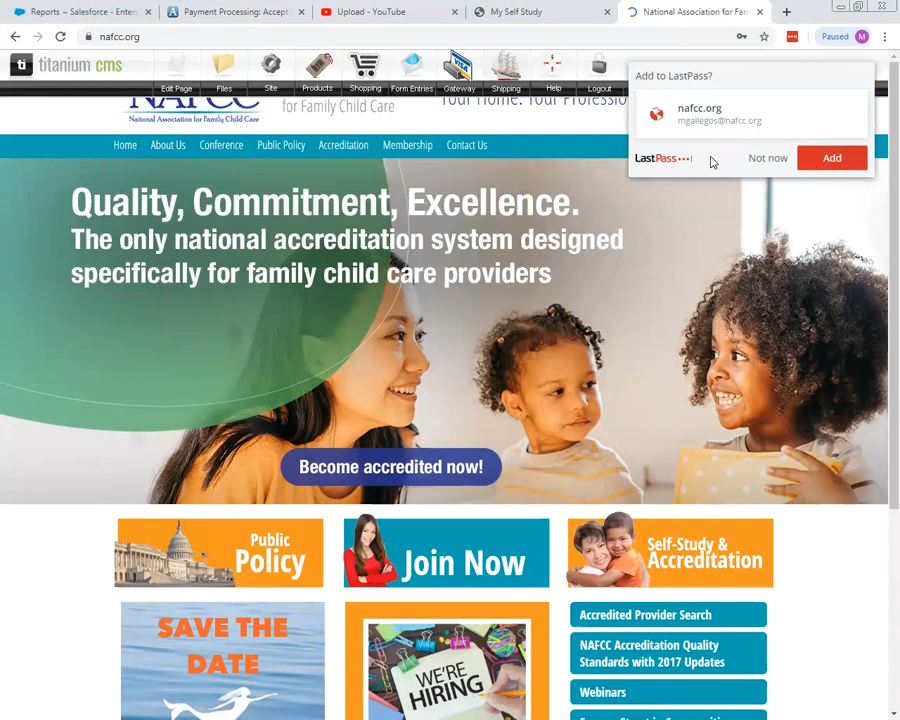 Reports ~ Salesforce - Enter
Payment Processing: Accept
Upload - YouTube
My Self Study
National Association for Fam
nafcc.org
Paused
M
ti titanium cms
Edit Page
Files
Site
Products
Shopping
Form Entries
Gateway
Shipping
Help
Logout
NAFCC
National Association for Family Child Care
for Family Child Care
Your Home. Your Profession
Add to LastPass?
nafcc.org
mgallegos@nafcc.org
LastPass
Not now
Add
Home
About Us
Conference
Public Policy
Accreditation
Membership
Contact Us
Quality, Commitment, Excellence.
The only national accreditation system designed
specifically for family child care providers
Become accredited now!
Public
Policy
Join Now
Self-Study &
Accreditation
SAVE THE
DATE
WE'RE
HIRING
Accredited Provider Search
NAFCC Accreditation Quality
Standards with 2017 Updates
Webinars